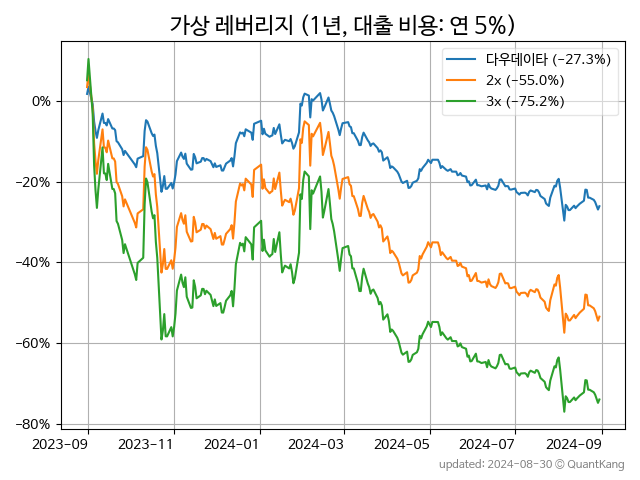 가상 레버리지 (1년, 대출 비용: 연 5%)
다우데이타 (-27.3%)
2x (-55.0%)
3x (-75.2%)
0%
-20%
-40%
-60%
-80%
2023-09 2023-11 2024-01 2024-03 2024-05 2024-07 2024-09
updated: 2024-08-30 © QuantKang